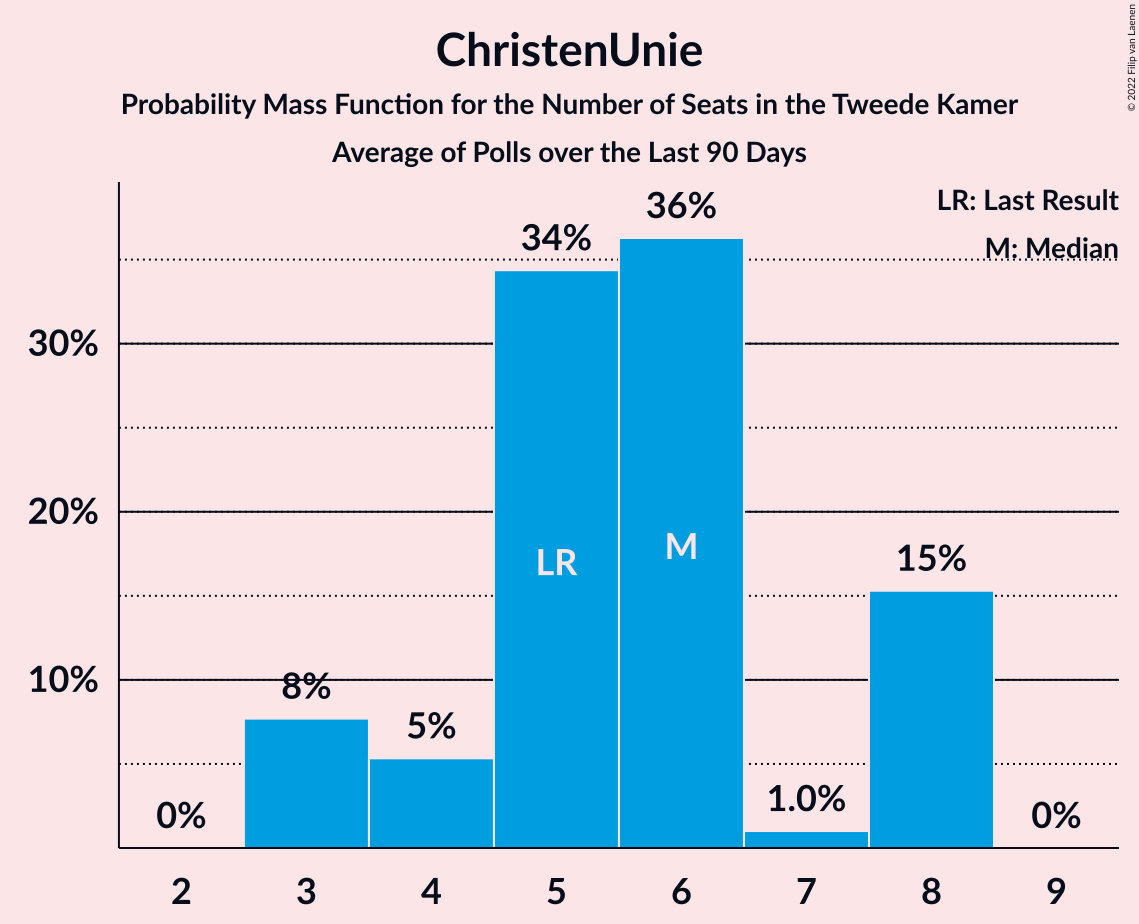 ChristenUnie
Probability Mass Function for the Number of Seats in the Tweede Kamer
Average of Polls over the Last 90 Days
© 2022 Filip van Laenen
LR: Last Result
M: Median
30%
20%
10%
0%
8%
5%
34%
36%
1.0%
15%
0%
LR
M
2 3 4 5 6 7 8 9